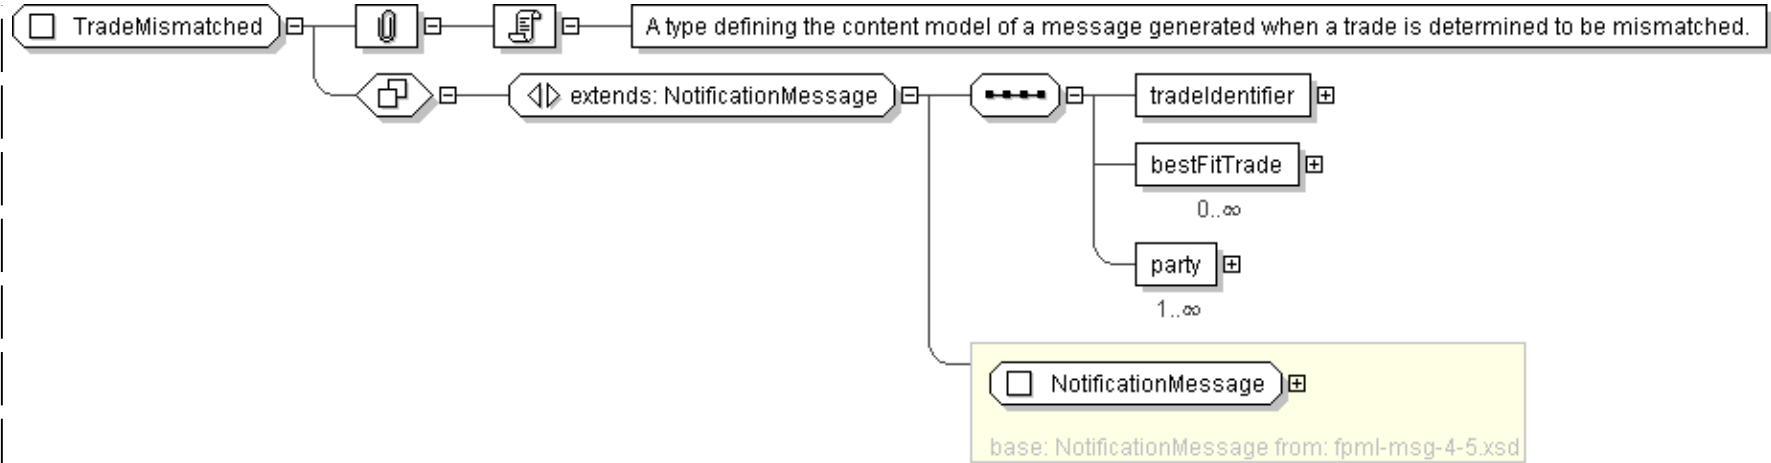 TradeMismatched
A type defining the content model of a message generated when a trade is determined to be mismatched.
extends: NotificationMessage
tradeIdentifier
bestFitTrade
0..∞
party
1..∞
NotificationMessage
base: NotificationMessage from: fpml-msg-4-5.xsd